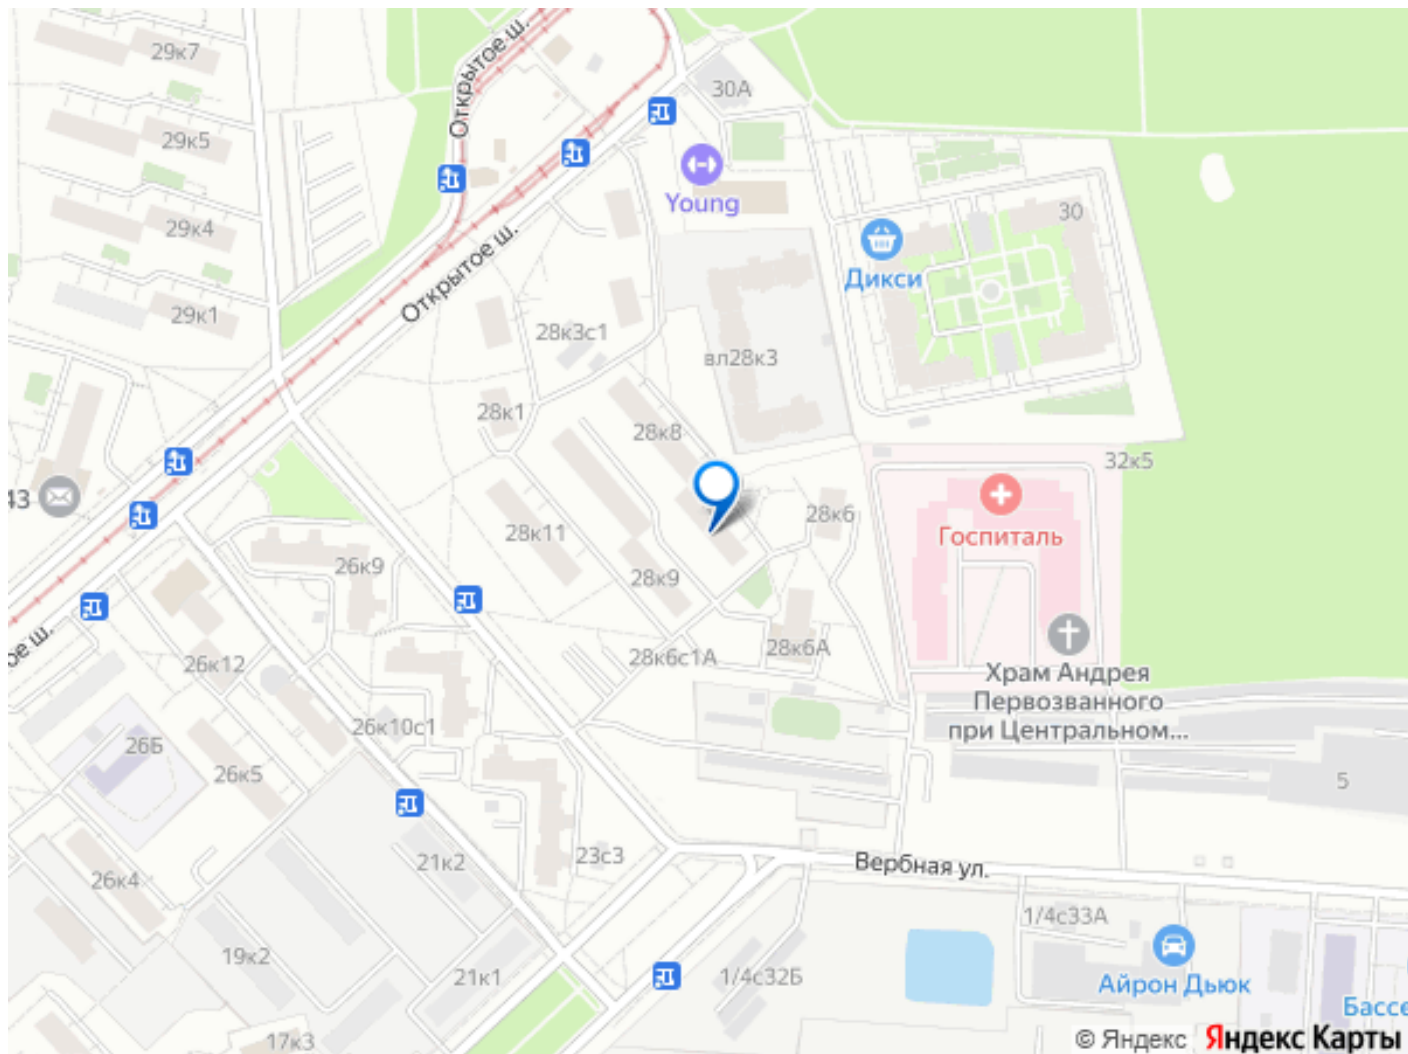 29к7
Открытое ш.
30А
29к5
Young
30
29к4
Открытое ш.
Дикси
29к1
28к3с1
вл28к3
28к1
28к8
32к5
43
28к11
28к6
Госпиталь
26к9
28к9
ое ш.
26к12
28к6с1А
28к6А
Храм Андрея
Первозванного
при Центральном...
26к10с1
26Б
26к5
5
21к2
23с3
Вербная ул.
26к4
1/4с33А
19к2
21к1
1/4с32Б
Айрон Дьюк
Бассе
17к3
© Яндекс Яндекс Карты